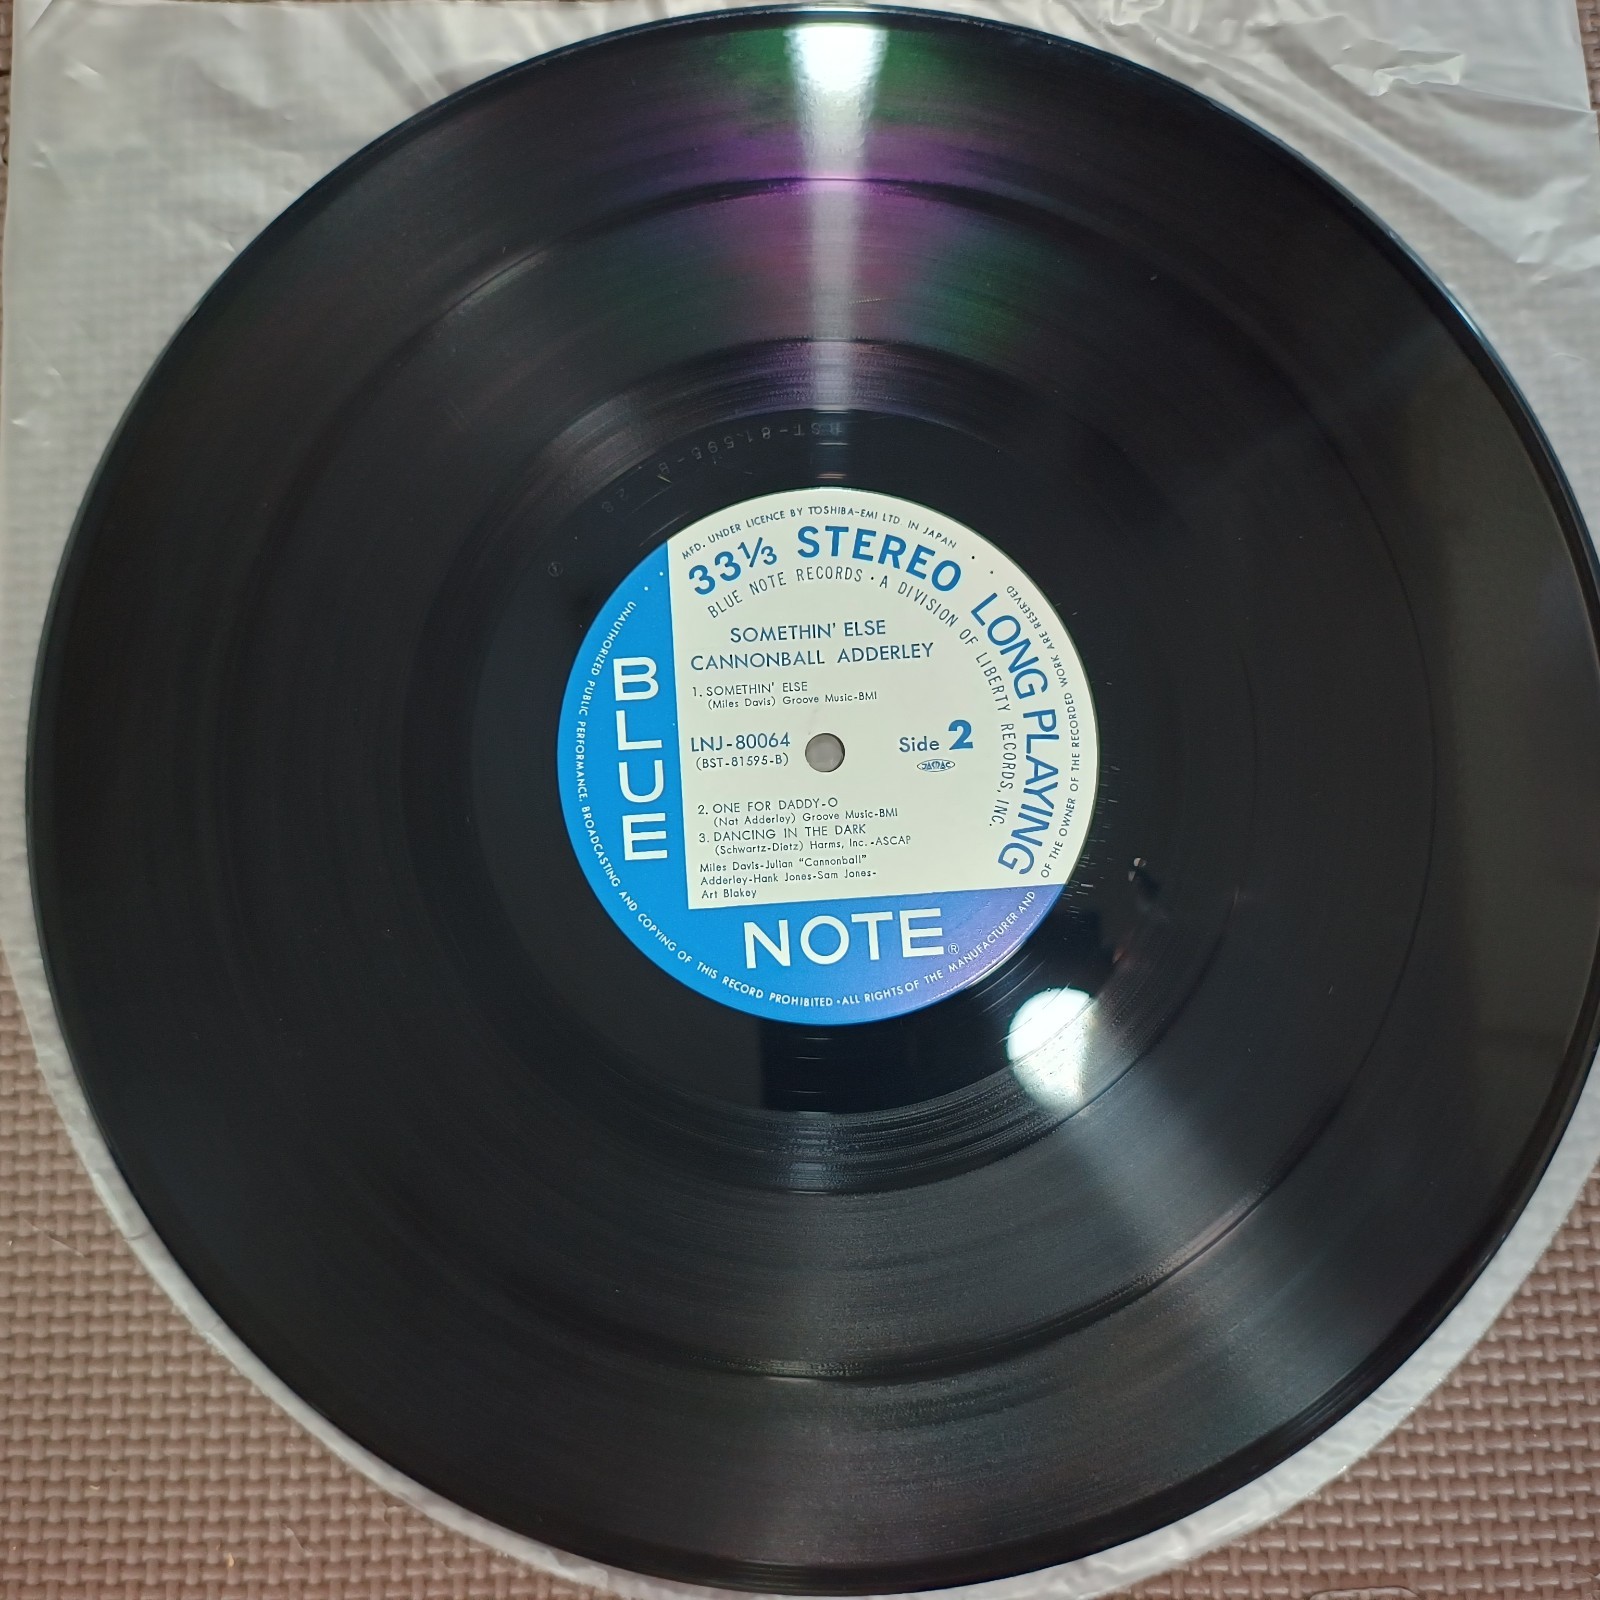 MFD. UNDER LICENCE BY TOSHIBA-EMI LTD. IN JAPAN
33⅓ STEREO LONG PLAYING
BLUE NOTE RECORDS · A DIVISION OF LIBERTY RECORDS, INC.
SOMETHIN' ELSE
CANNONBALL ADDERLEY
1. SOMETHIN' ELSE
(Miles Davis) Groove Music-BMI
LNJ-80064
(BST-81595-B)
Side 2
JASRAC
2. ONE FOR DADDY-O
(Nat Adderley) Groove Music-BMI
3. DANCING IN THE DARK
(Schwartz-Dietz) Harms, Inc.-ASCAP
Miles Davis-Julian "Cannonball"
Adderley-Hank Jones-Sam Jones-
Art Blakey
BLUE
NOTE®
UNAUTHORIZED PUBLIC PERFORMANCE, BROADCASTING AND COPYING OF THIS RECORD PROHIBITED · ALL RIGHTS OF THE MANUFACTURER AND OF THE OWNER OF THE RECORDED WORK ARE RESERVED